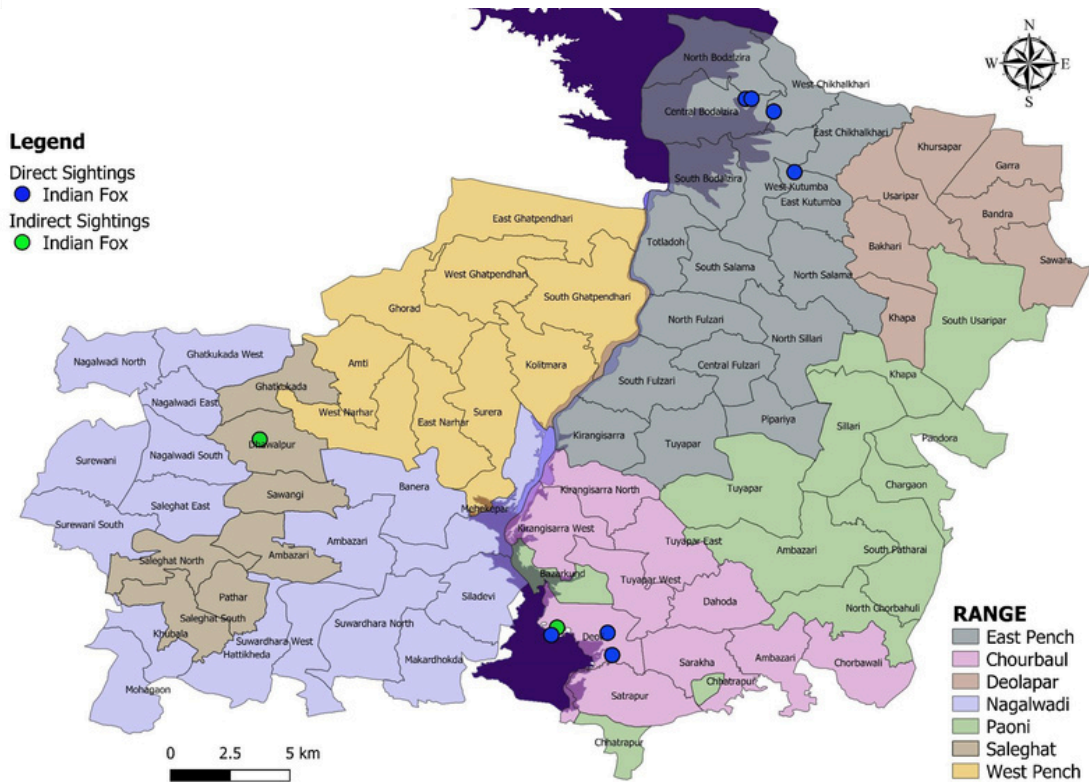 N
W E
S
Legend
Direct Sightings
Indian Fox
Indirect Sightings
Indian Fox
North Bodalzira
West Chikhalkhari
Central Bodalzira
East Chikhalkhari
Khursapar
Garra
South Bodalzira
West Kutumba
East Kutumba
Usaripar
Bandra
East Ghatpendhari
Totladoh
Bakhari
Sawara
West Ghatpendhari
South Salama
North Salama
South Ghatpendhari
Ghorad
North Fulzari
Khapa
South Usaripar
Nagalwadi North
Ghatkukada West
Amti
Kolitmara
North Sillari
Central Fulzari
Ghatkukada
South Fulzari
Khapa
Nagalwadi East
West Narhar
East Narhar
Surera
Pipariya
Sillari
Dhawalpur
Kirangisarra
Tuyapar
Pandora
Surewani
Nagalwadi South
Chargaon
Banera
Kirangisarra North
Tuyapar
Sawangi
Saleghat East
Mehekepar
Surewani South
Kirangisarra West
Ambazari
Tuyapar East
Ambazari
South Patharai
Saleghat North
Ambazari
Bazarkund
Tuyapar West
Pathar
Siladevi
Dahoda
North Chorbahuli
Saleghat South
Suwardhara North
Khubala
Suwardhara West
Hattikheda
Makardhokda
Sarakha
Ambazari
Chorbawali
Mohagaon
Satrapur
Chhatrapur
Chhatrapur
0 2.5 5 km
RANGE
East Pench
Chourbaul
Deolapar
Nagalwadi
Paoni
Saleghat
West Pench